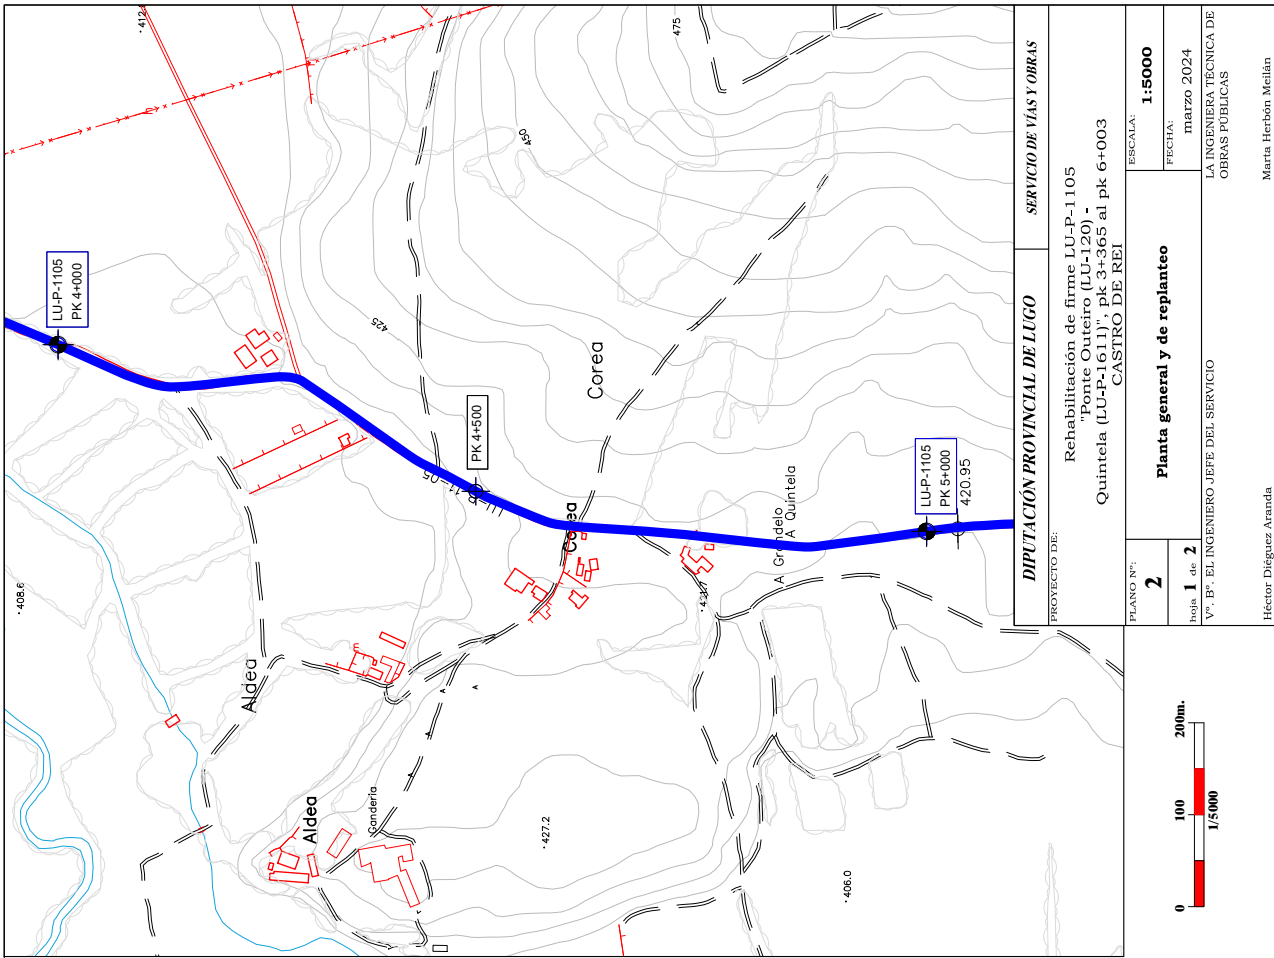 DIPUTACIÓN PROVINCIAL DE LUGO
SERVICIO DE VÍAS Y OBRAS
PROYECTO DE:
Rehabilitación de firme LU-P-1105
"Ponte Outeiro (LU-120) -
Quintela (LU-P-1611)", pk 3+365 al pk 6+003
CASTRO DE REI
PLANO Nº:
2
hoja 1 de 2
Planta general y de replanteo
ESCALA:
1:5000
FECHA:
marzo 2024
Vº. Bº. EL INGENIERO JEFE DEL SERVICIO
Héctor Diéguez Aranda
LA INGENIERA TÉCNICA DE
OBRAS PÚBLICAS
Marta Herbón Meilán
0 100 200m.
1/5000
LU-P-1105
PK 4+000
PK 4+500
LU-P-1105
PK 5+000
420.95
Corea
Corea
A Grandelo
A Quintela
Aldea
Aldea
Gandería
408.6
427.2
406.0
425
450
475